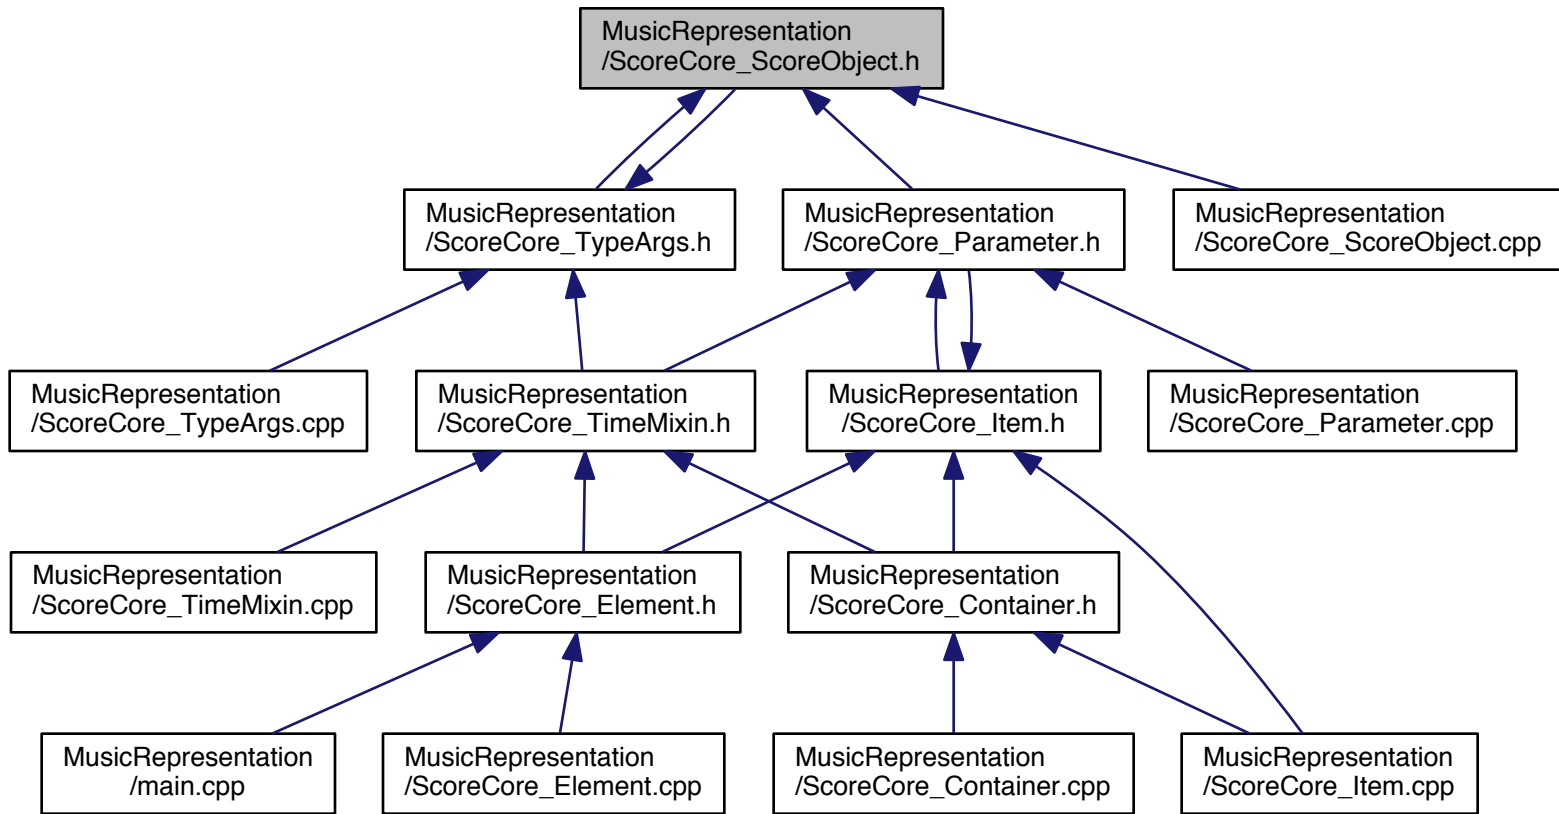 MusicRepresentation
/ScoreCore_ScoreObject.h
MusicRepresentation
/ScoreCore_TypeArgs.h
MusicRepresentation
/ScoreCore_Parameter.h
MusicRepresentation
/ScoreCore_ScoreObject.cpp
MusicRepresentation
/ScoreCore_TypeArgs.cpp
MusicRepresentation
/ScoreCore_TimeMixin.h
MusicRepresentation
/ScoreCore_Item.h
MusicRepresentation
/ScoreCore_Parameter.cpp
MusicRepresentation
/ScoreCore_TimeMixin.cpp
MusicRepresentation
/ScoreCore_Element.h
MusicRepresentation
/ScoreCore_Container.h
MusicRepresentation
/main.cpp
MusicRepresentation
/ScoreCore_Element.cpp
MusicRepresentation
/ScoreCore_Container.cpp
MusicRepresentation
/ScoreCore_Item.cpp